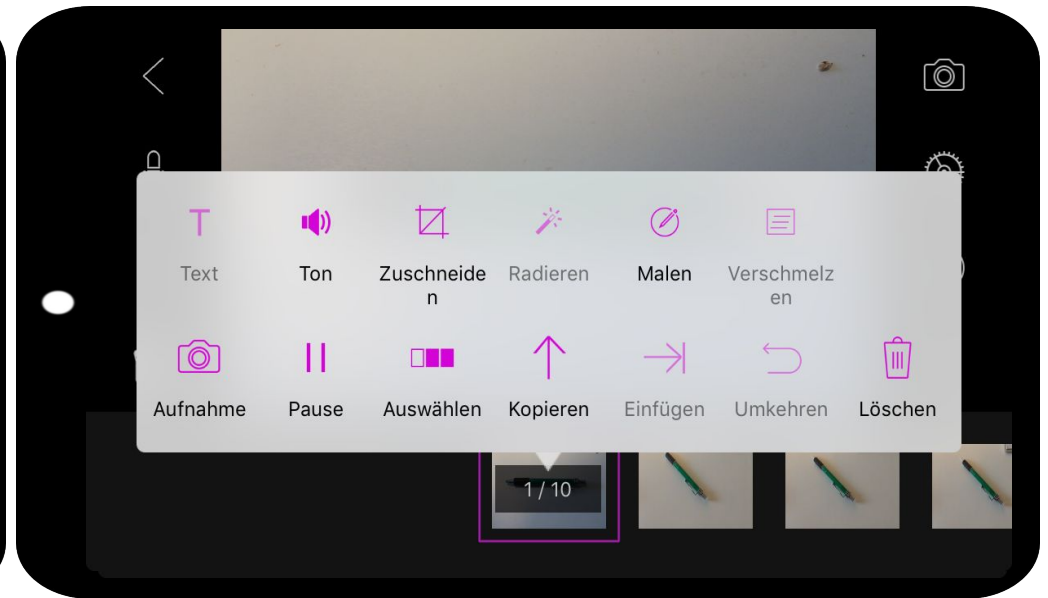 Text Ton Zuschneide Radieren Malen Verschmelz
n en
Aufnahme Pause Auswählen Kopieren Einfügen Umkehren Löschen
1 / 10